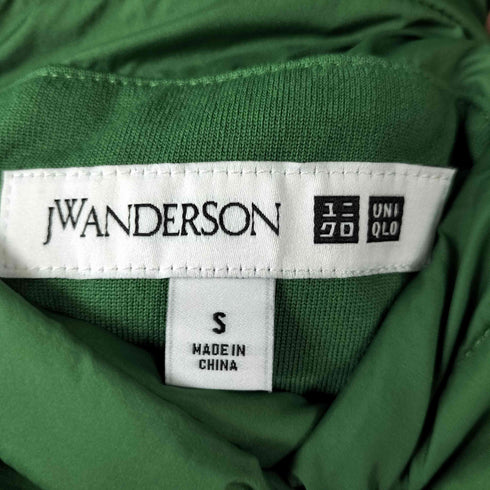 JWANDERSON
ユニ
クロ
UNI
QLO
S
MADE IN
CHINA